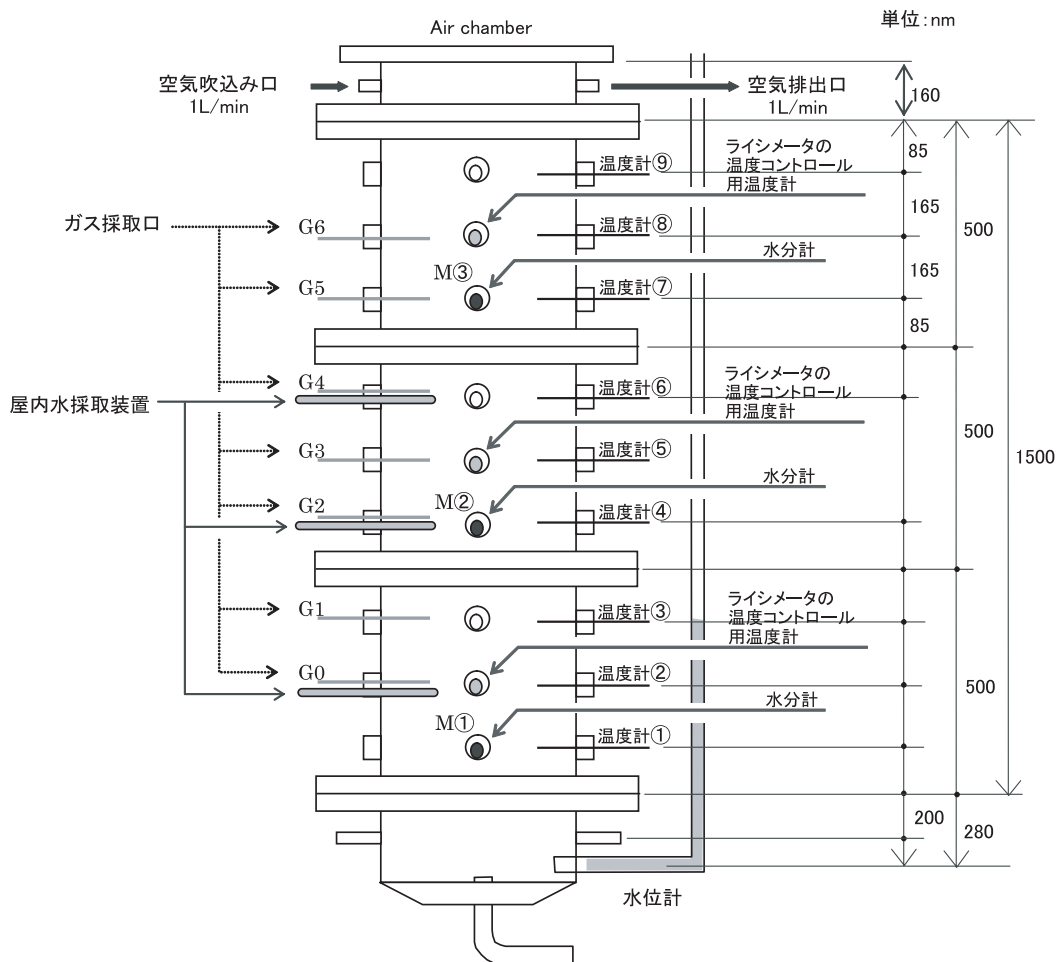 単位：nm
Air chamber
空気吹込み口
1L/min
空気排出口
1L/min
160
85
温度計⑨
ライシメータの
温度コントロール
用温度計
165
ガス採取口
G6
温度計⑧
500
水分計
M③
165
G5
温度計⑦
85
ライシメータの
温度コントロール
用温度計
G4
温度計⑥
屋内水採取装置
500
G3
温度計⑤
1500
水分計
G2
M②
温度計④
ライシメータの
温度コントロール
用温度計
G1
温度計③
G0
温度計②
500
水分計
M①
温度計①
200
280
水位計